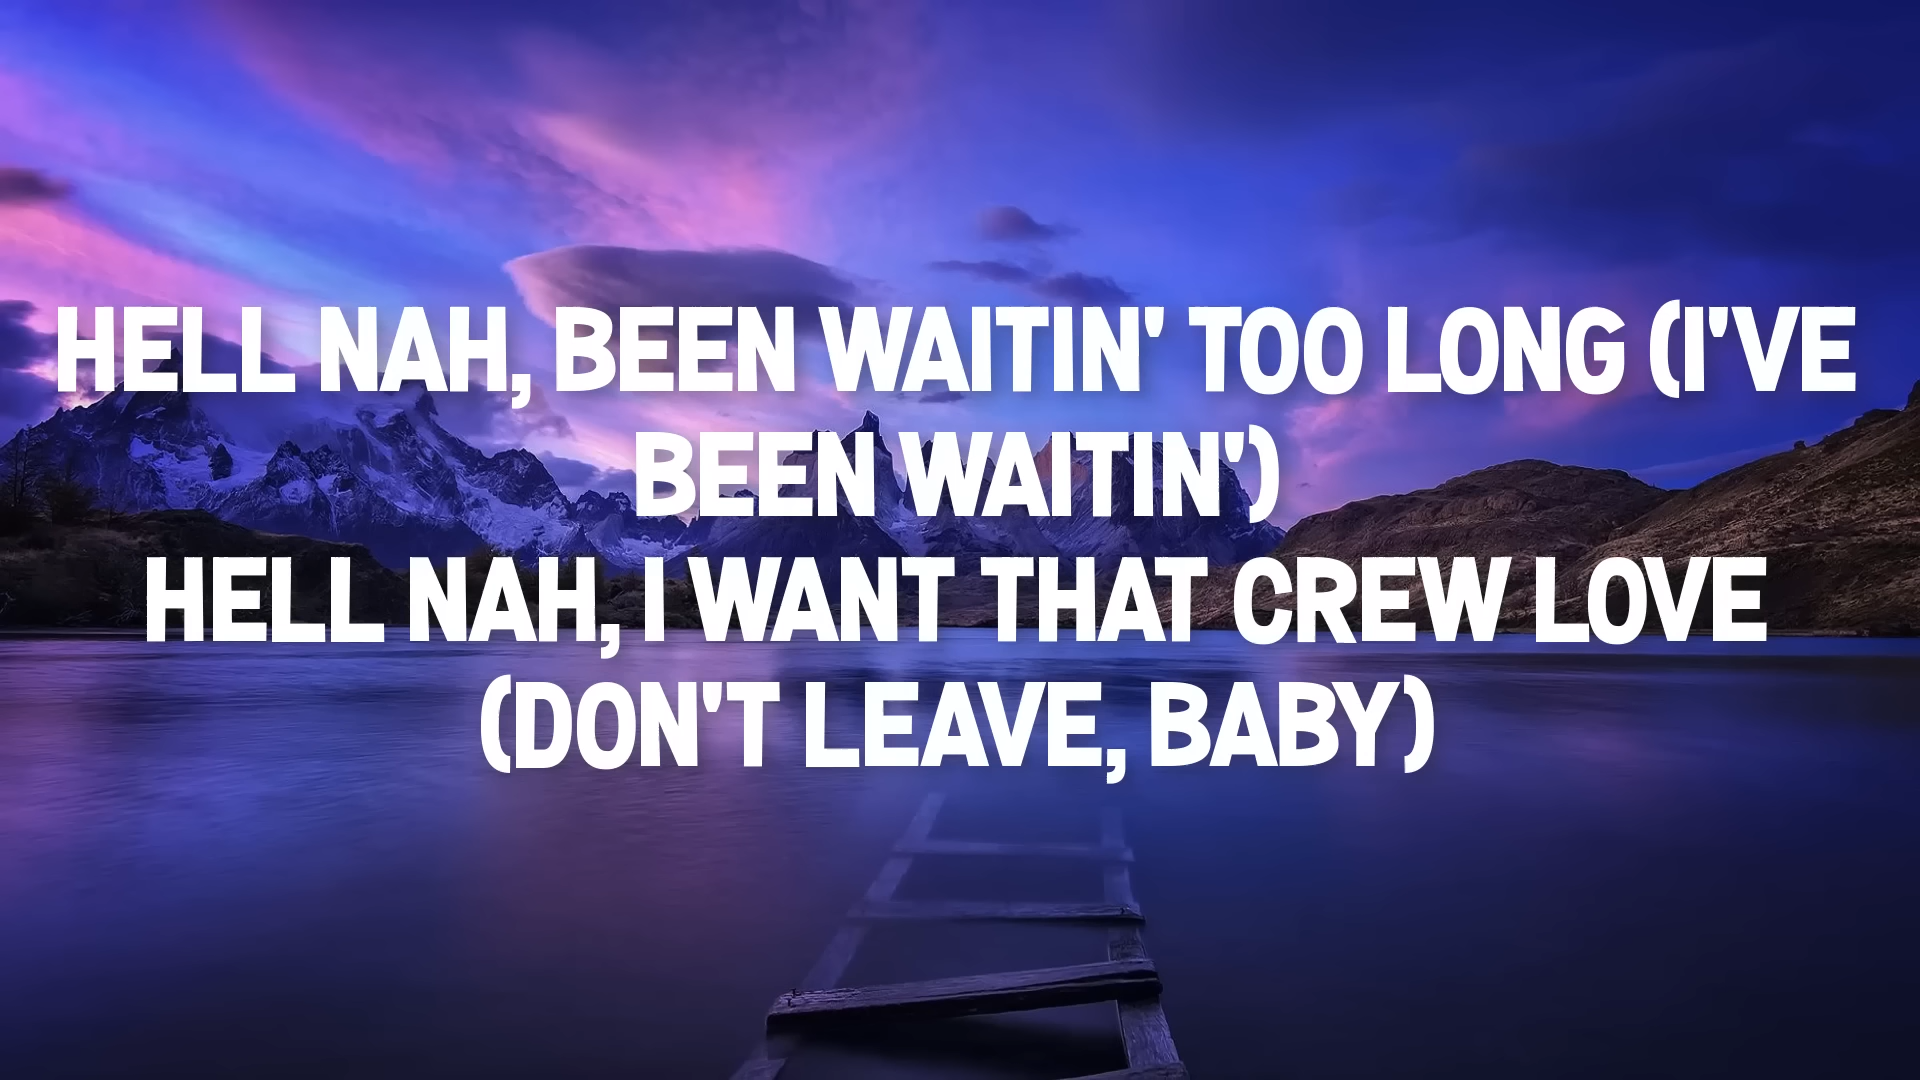 HELL NAH, BEEN WAITIN' TOO LONG (I'VE
BEEN WAITIN')
HELL NAH, I WANT THAT CREW LOVE
(DON'T LEAVE, BABY)